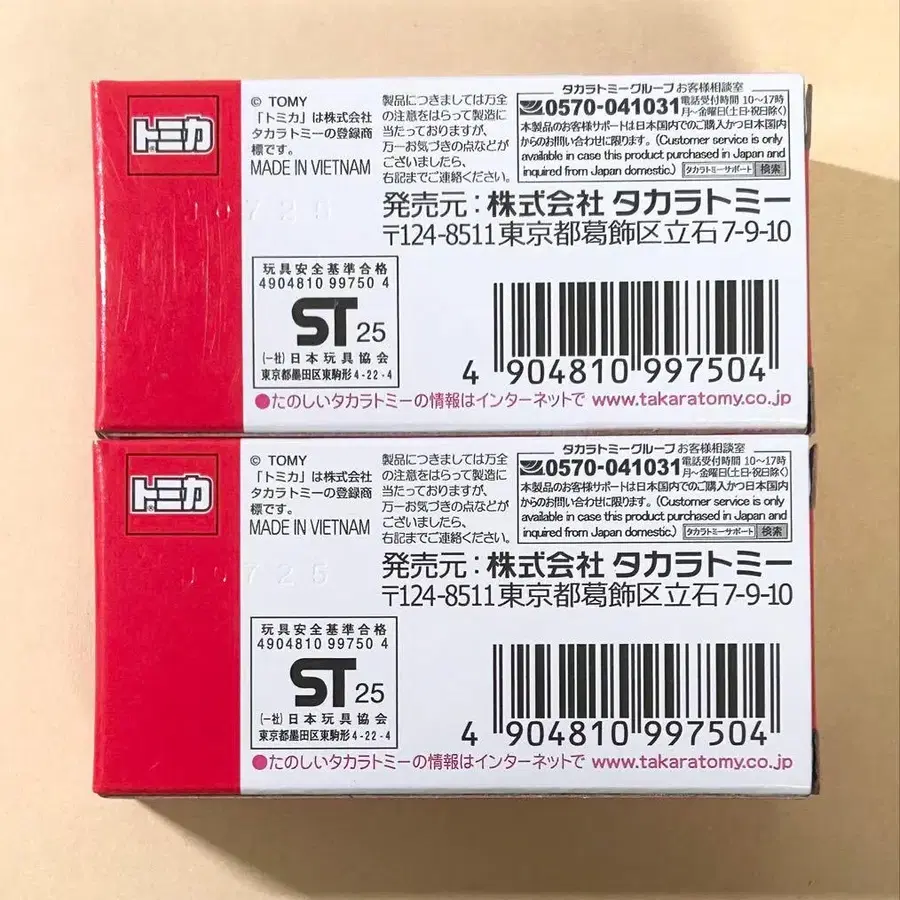 トミカ®
© TOMY
「トミカ」は株式会社
タカラトミーの登録商
標です。
MADE IN VIETNAM
製品につきましては万全
の注意をはらって製造に
当たっておりますが、
万一お気づきの点などが
ございましたら、
右記までご連絡ください。
タカラトミーグループお客様相談室
0570-041031 電話受付時間 10〜17時
月〜金曜日(土日・祝日除く)
本製品のお客様サポートは日本国内でのご購入かつ日本国内
からのお問い合わせに限ります。(Customer service is only
available in case this product purchased in Japan and
inquired from Japan domestic.) タカラトミーサポート 検索
J0725
発売元:株式会社 タカラトミー
〒124-8511東京都葛飾区立石7-9-10
玩具安全基準合格
4904810 99750 4
ST 25
(一社)日本玩具協会
東京都墨田区東駒形4-22-4
4 904810 997504
●たのしいタカラトミーの情報はインターネットで www.takaratomy.co.jp
トミカ®
© TOMY
「トミカ」は株式会社
タカラトミーの登録商
標です。
MADE IN VIETNAM
製品につきましては万全
の注意をはらって製造に
当たっておりますが、
万一お気づきの点などが
ございましたら、
右記までご連絡ください。
タカラトミーグループお客様相談室
0570-041031 電話受付時間 10〜17時
月〜金曜日(土日・祝日除く)
本製品のお客様サポートは日本国内でのご購入かつ日本国内
からのお問い合わせに限ります。(Customer service is only
available in case this product purchased in Japan and
inquired from Japan domestic.) タカラトミーサポート 検索
J0725
発売元:株式会社 タカラトミー
〒124-8511東京都葛飾区立石7-9-10
玩具安全基準合格
4904810 99750 4
ST 25
(一社)日本玩具協会
東京都墨田区東駒形4-22-4
4 904810 997504
●たのしいタカラトミーの情報はインターネットで www.takaratomy.co.jp